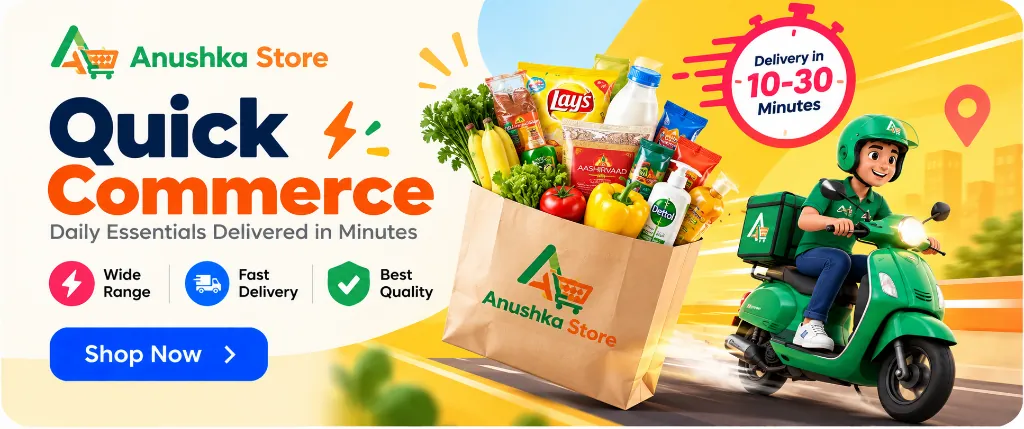 Anushka Store
Quick
Commerce
Daily Essentials Delivered in Minutes
Wide
Range
Fast
Delivery
Best
Quality
Shop Now
Delivery in
10-30
Minutes
Lay's
AASHIRVAAD
Dettol
Anushka Store